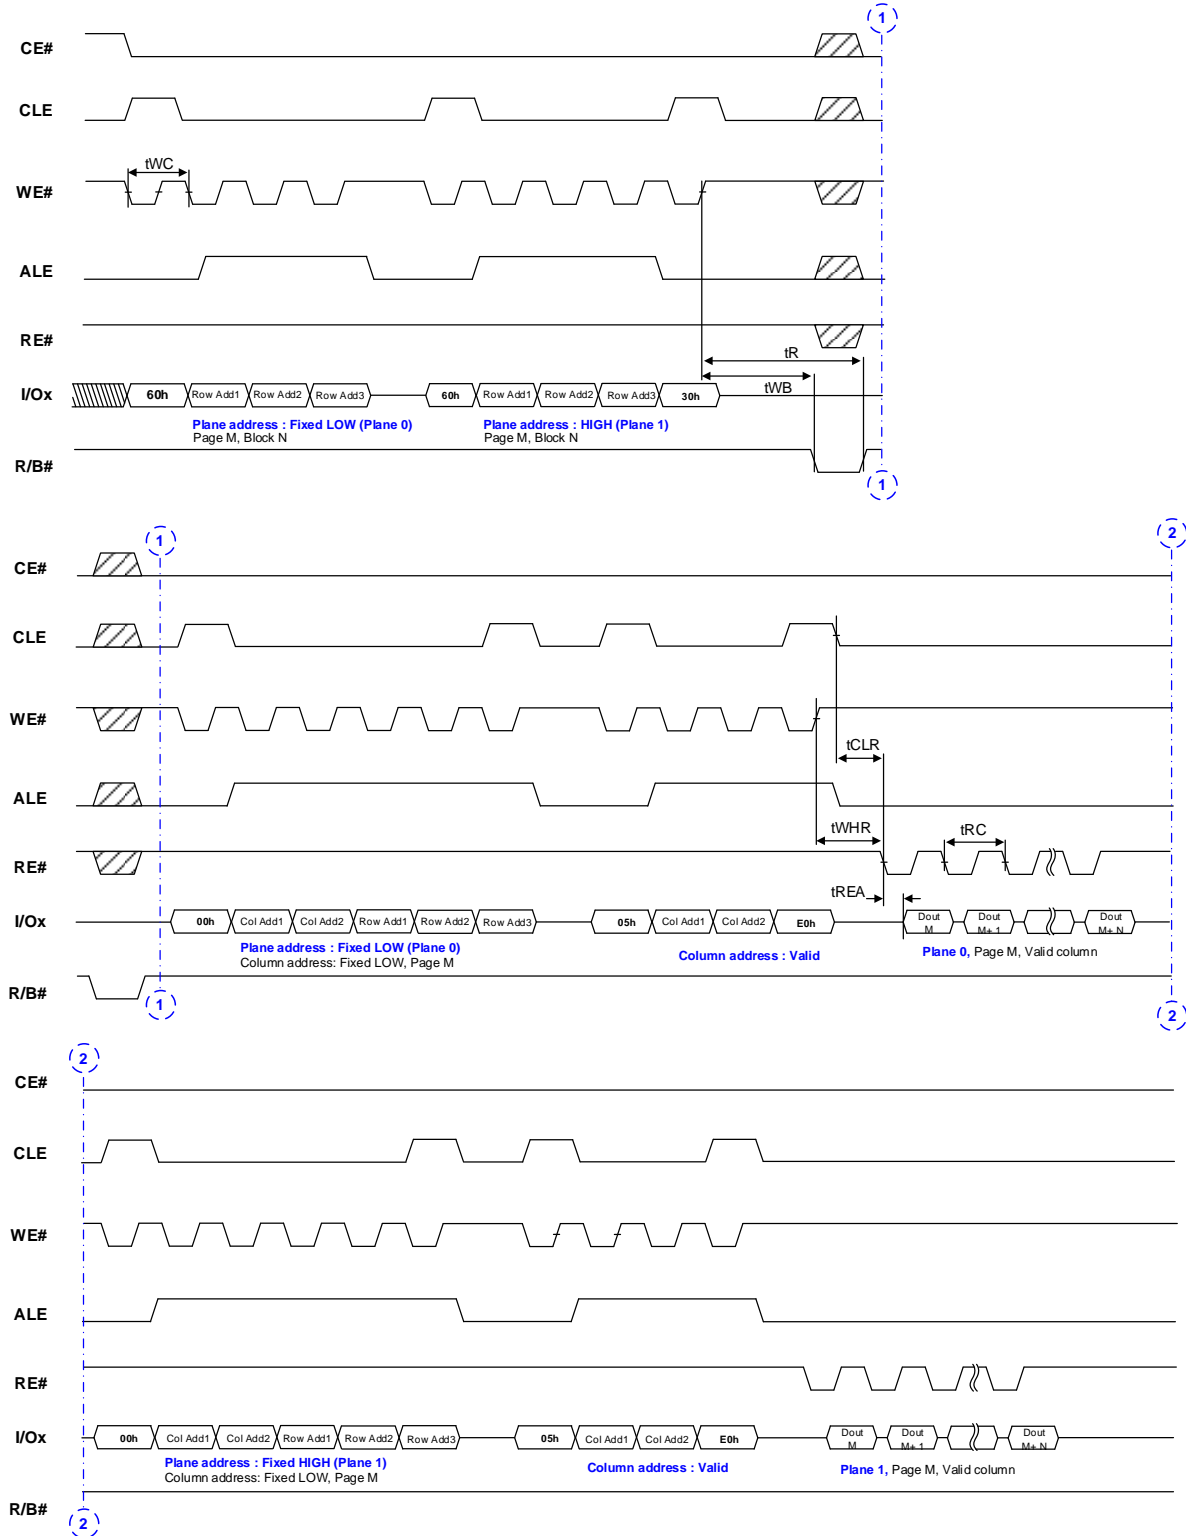 1
CE#
CLE
tWC
WE#
ALE
RE#
tR
tWB
I/Ox
60h Row Add1 Row Add2 Row Add3 60h Row Add1 Row Add2 Row Add3 30h
Plane address : Fixed LOW (Plane 0) Plane address : HIGH (Plane 1)
Page M, Block N Page M, Block N
R/B#
1
1 2
CE#
CLE
WE#
tCLR
ALE
tWHR tRC
RE#
tREA
I/Ox
00h Col Add1 Col Add2 Row Add1 Row Add2 Row Add3 05h Col Add1 Col Add2 E0h Dout M Dout M+ 1 Dout M+ N
Plane address : Fixed LOW (Plane 0)
Column address: Fixed LOW, Page M
Column address : Valid
Plane 0, Page M, Valid column
R/B#
1 2
2
CE#
CLE
WE#
ALE
RE#
I/Ox
00h Col Add1 Col Add2 Row Add1 Row Add2 Row Add3 05h Col Add1 Col Add2 E0h Dout M Dout M+ 1 Dout M+ N
Plane address : Fixed HIGH (Plane 1)
Column address: Fixed LOW, Page M
Column address : Valid
Plane 1, Page M, Valid column
R/B#
2